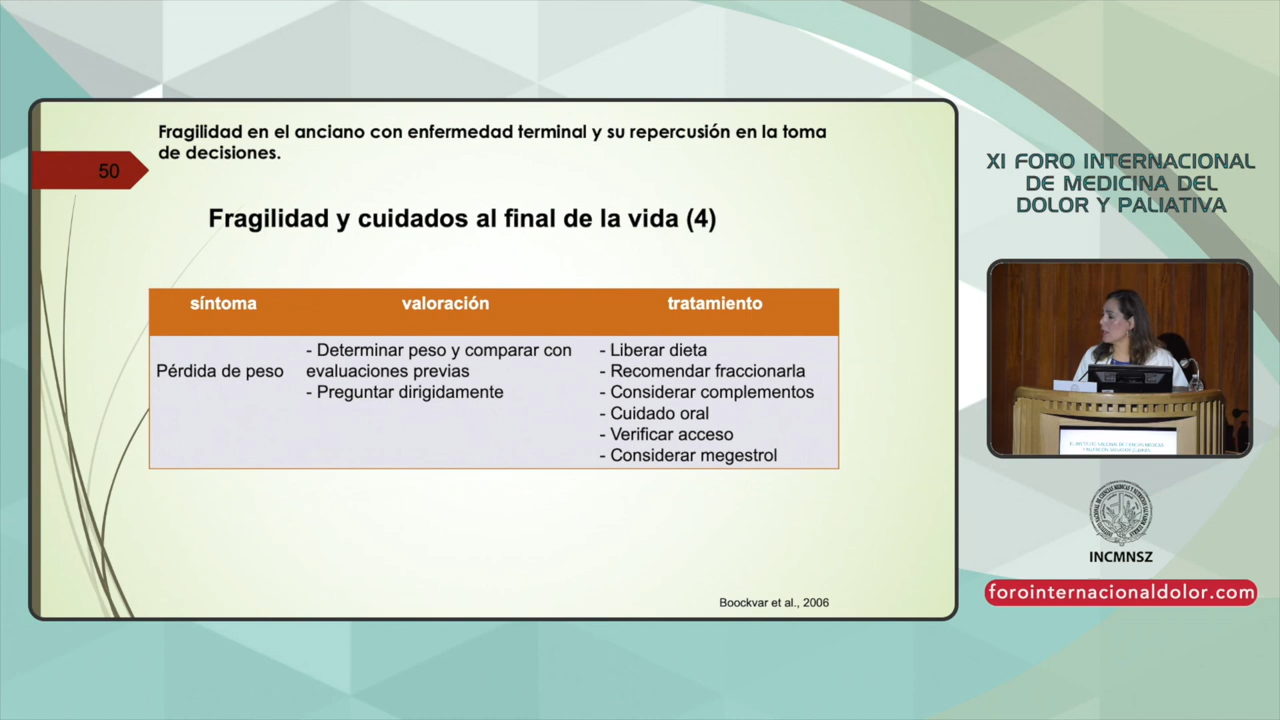 Fragilidad en el anciano con enfermedad terminal y su repercusión en la toma
de decisiones.
50
Fragilidad y cuidados al final de la vida (4)
síntoma valoración tratamiento
Pérdida de peso
- Determinar peso y comparar con
evaluaciones previas
- Preguntar dirigidamente
- Liberar dieta
- Recomendar fraccionarla
- Considerar complementos
- Cuidado oral
- Verificar acceso
- Considerar megestrol
Boockvar et al., 2006
XI FORO INTERNACIONAL
DE MEDICINA DEL
DOLOR Y PALIATIVA
INCMNSZ
forointernacionaldolor.com